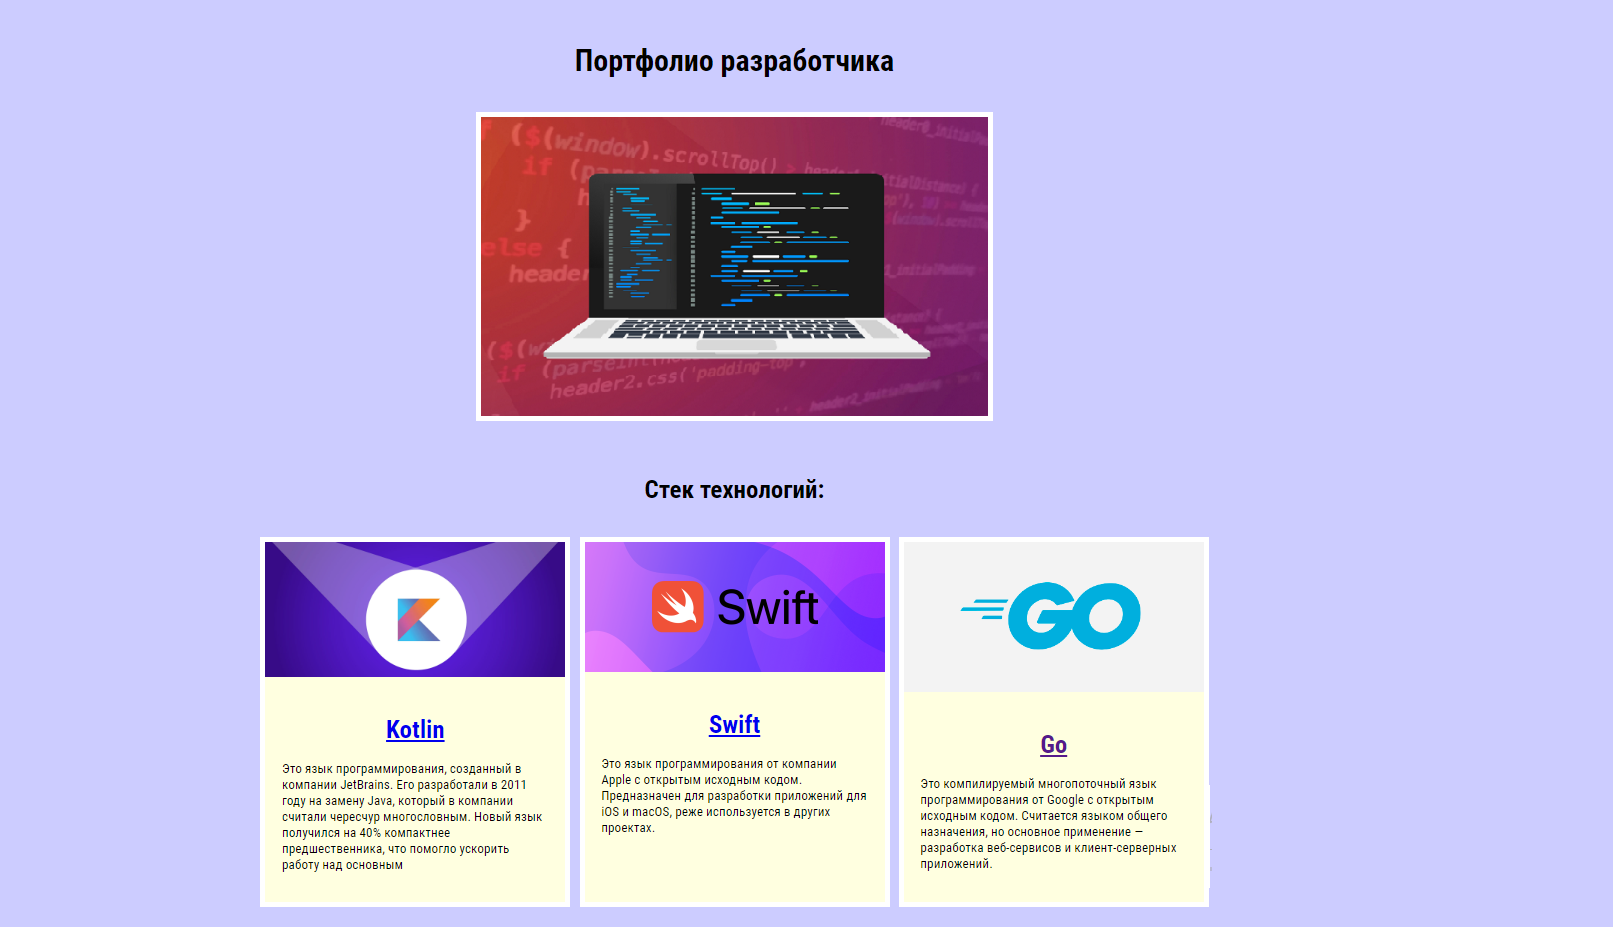 Портфолио разработчика
($(window).scrollTop() >
if (
}
else {
header
($(w
if (parseInt(
header2.css('padding-top',
header2_initialPadding
Стек технологий:
Swift
GO
Kotlin
Это язык программирования, созданный в
компании JetBrains. Его разработали в 2011
году на замену Java, который в компании
считали чересчур многословным. Новый язык
получился на 40% компактнее
предшественника, что помогло ускорить
работу над основным
Swift
Это язык программирования от компании
Apple с открытым исходным кодом.
Предназначен для разработки приложений для
iOS и macOS, реже используется в других
проектах.
Go
Это компилируемый многопоточный язык
программирования от Google с открытым
исходным кодом. Считается языком общего
назначения, но основное применение —
разработка веб-сервисов и клиент-серверных
приложений.